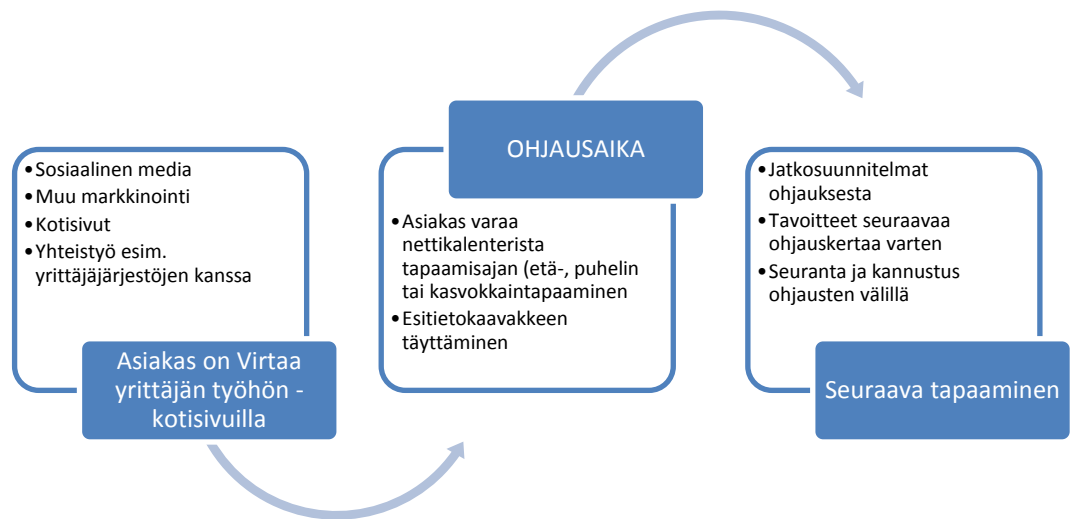 •Sosiaalinen media
•Muu markkinointi
•Kotisivut
•Yhteistyö esim.
yrittäjäjärjestöjen kanssa
Asiakas on Virtaa
yrittäjän työhön -
kotisivuilla
OHJAUSAIKA
•Asiakas varaa
nettikalenterista
tapaamisajan (etä-, puhelin
tai kasvokkaintapaaminen
•Esitietokaavakkeen
täyttäminen
•Jatkosuunnitelmat
ohjauksesta
•Tavoitteet seuraavaa
ohjauskertaa varten
•Seuranta ja kannustus
ohjausten välillä
Seuraava tapaaminen